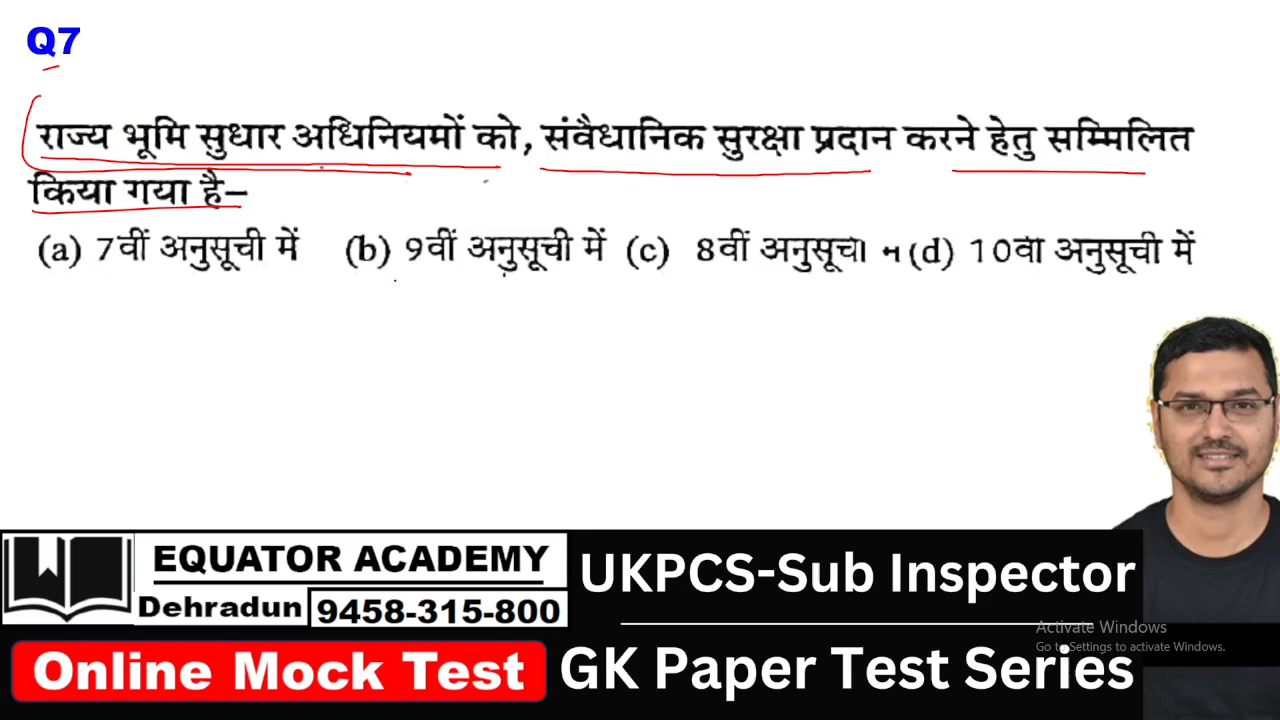 Q7
राज्य भूमि सुधार अधिनियमों को, संवैधानिक सुरक्षा प्रदान करने हेतु सम्मिलित
किया गया है–
(a) 7वीं अनुसूची में (b) 9वीं अनुसूची में (c) 8वीं (d) अनुसूची में
EQUATOR ACADEMY
Dehradun 9458-315-800
UKPCS-Sub Inspector
Activate Windows
Go to Settings to activate Windows.
Online Mock Test
GK Paper Test Series